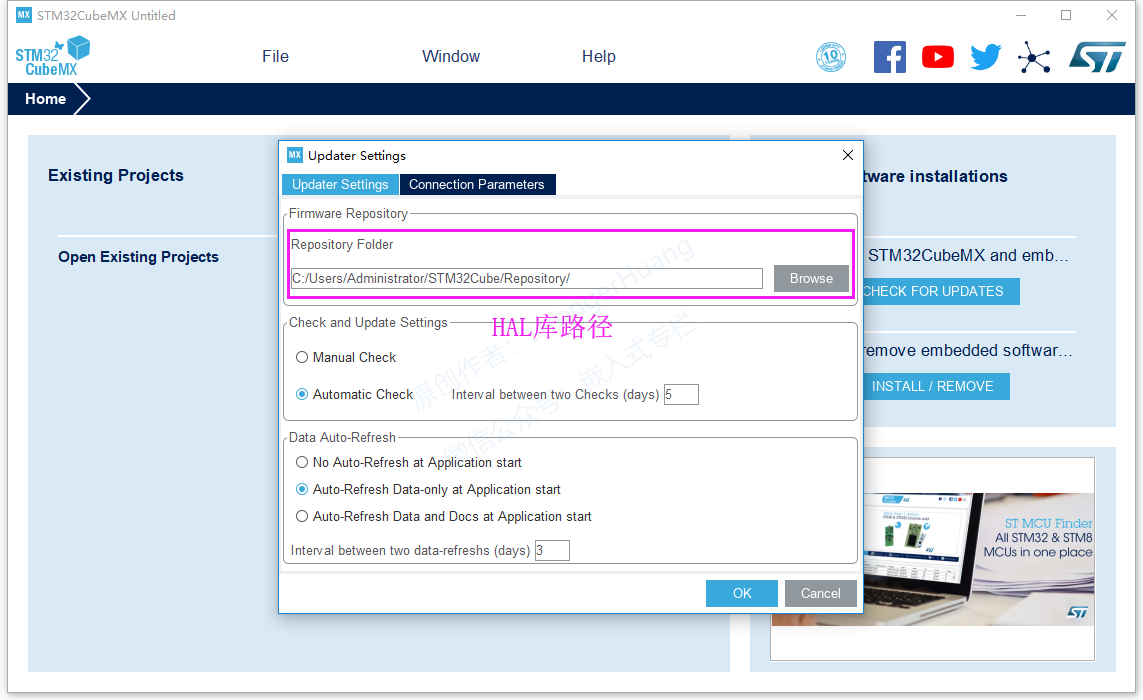 MX STM32CubeMX Untitled
STM32
CubeMX
File
Window
Help
10
Home
Existing Projects
Open Existing Projects
tware installations
STM32CubeMX and emb...
CHECK FOR UPDATES
remove embedded softwar...
INSTALL / REMOVE
MX Updater Settings
Updater Settings
Connection Parameters
Firmware Repository
Repository Folder
C:/Users/Administrator/STM32Cube/Repository/
Browse
HAL库路径
Check and Update Settings
Manual Check
Automatic Check
Interval between two Checks (days) 5
Data Auto-Refresh
No Auto-Refresh at Application start
Auto-Refresh Data-only at Application start
Auto-Refresh Data and Docs at Application start
Interval between two data-refreshs (days) 3
OK
Cancel
ST MCU Finder
All STM32 & STM8
MCUs in one place
ST